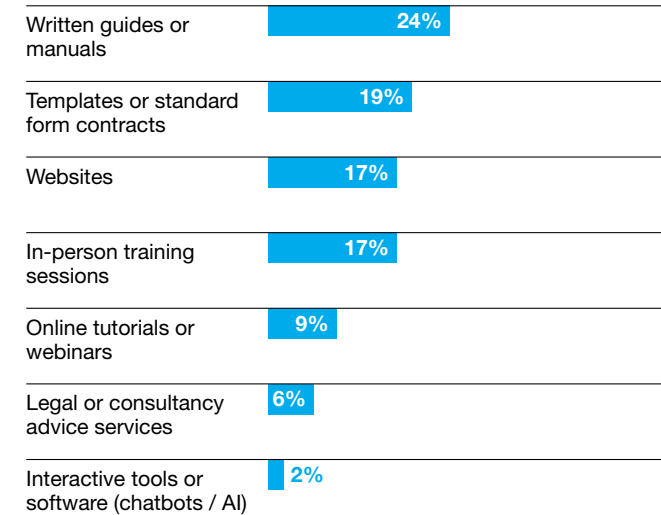 Written guides or
manuals
24%
Templates or standard
form contracts
19%
Websites
17%
In-person training
sessions
17%
Online tutorials or
webinars
9%
Legal or consultancy
advice services
6%
Interactive tools or
software (chatbots / AI)
2%